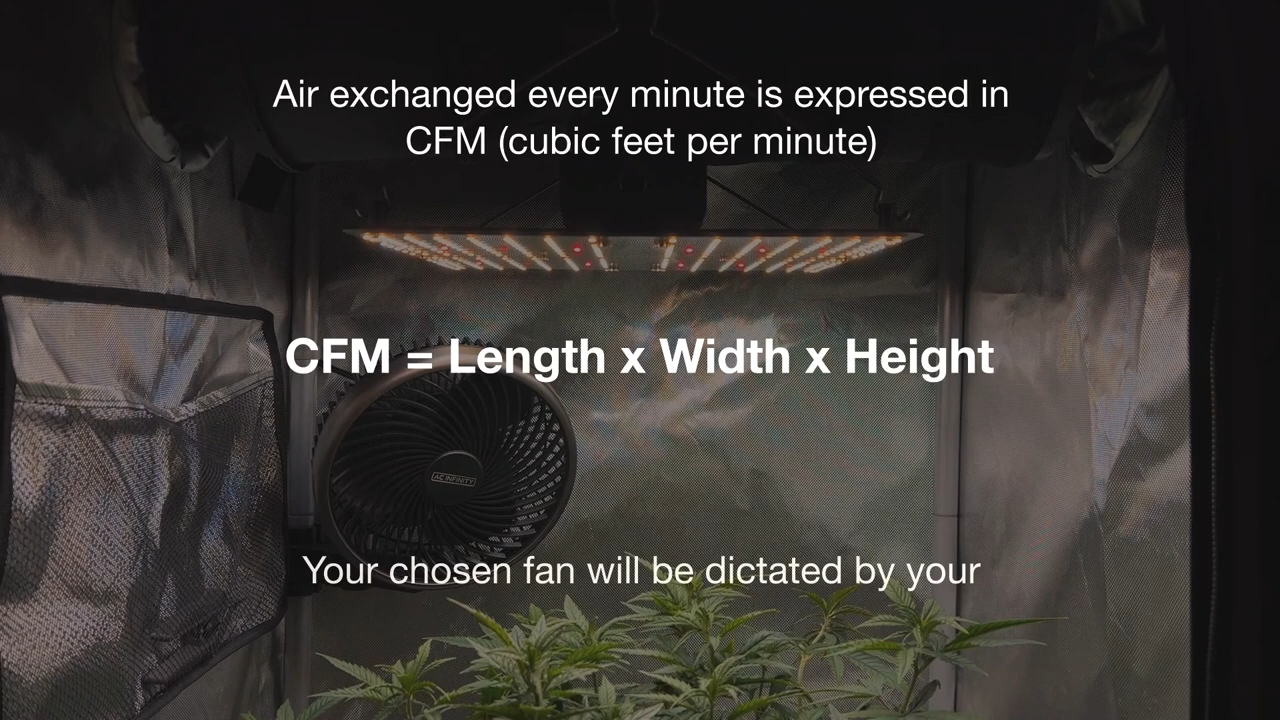 Air exchanged every minute is expressed in
CFM (cubic feet per minute)
CFM = Length x Width x Height
AC INFINITY
Your chosen fan will be dictated by your